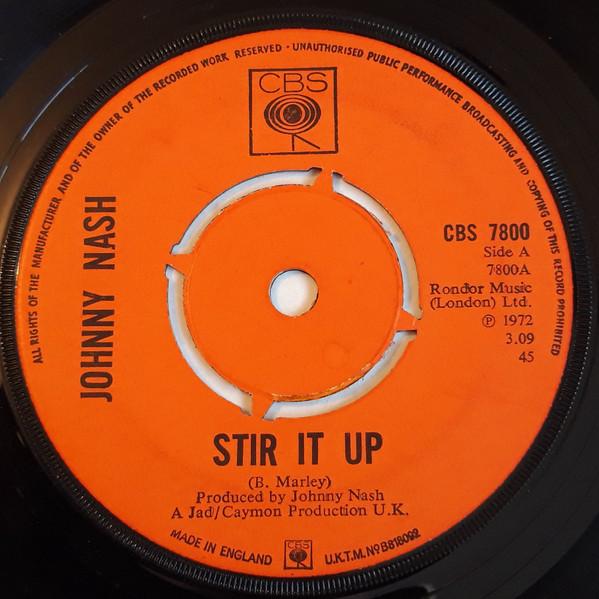 ALL RIGHTS OF THE MANUFACTURER AND OF THE OWNER OF THE RECORDED WORK RESERVED · UNAUTHORISED PUBLIC PERFORMANCE BROADCASTING AND COPYING OF THIS RECORD PROHIBITED
CBS
JOHNNY NASH
CBS 7800
Side A
7800A
Rondor Music
(London) Ltd.
℗ 1972
3.09
45
STIR IT UP
(B. Marley)
Produced by Johnny Nash
A Jad/Caymon Production U.K.
MADE IN ENGLAND
CBS
U.K.T.M. NºB818092